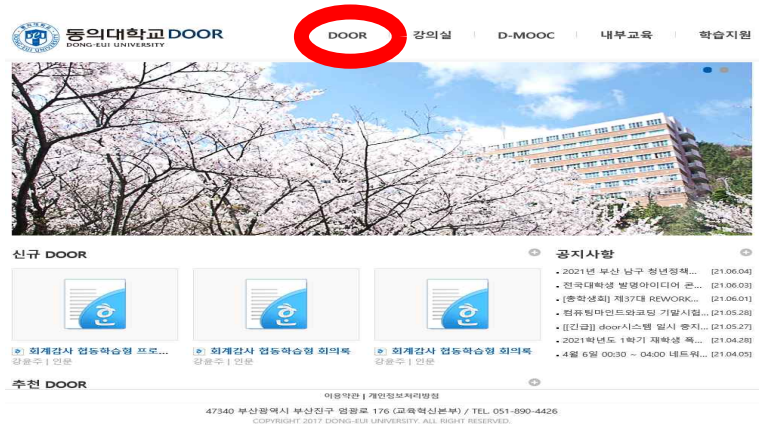 동의대학교 DOOR
DONG-EUI UNIVERSITY
DOOR
강의실
D-MOOC
내부교육
학습지원
신규 DOOR
회계감사 협동학습형 프로...
강윤주 | 인문
회계감사 협동학습형 회의록
강윤주 | 인문
회계감사 협동학습형 회의록
강윤주 | 인문
공지사항
2021년 부산 남구 청년정책... [21.06.04]
전국대학생 발명아이디어 콘... [21.06.03]
[총학생회] 제37대 REWORK... [21.06.01]
컴퓨팅마인드와코딩 기말시험... [21.05.28]
[[긴급]] door시스템 일시 중지... [21.05.27]
2021학년도 1학기 재학생 폭... [21.04.28]
4월 6일 00:30 ~ 04:00 네트워... [21.04.05]
추천 DOOR
이용약관 | 개인정보처리방침
47340 부산광역시 부산진구 엄광로 176 (교육혁신본부) / TEL. 051-890-4426
COPYRIGHT 2017 DONG-EUI UNIVERSITY. ALL RIGHT RESERVED.